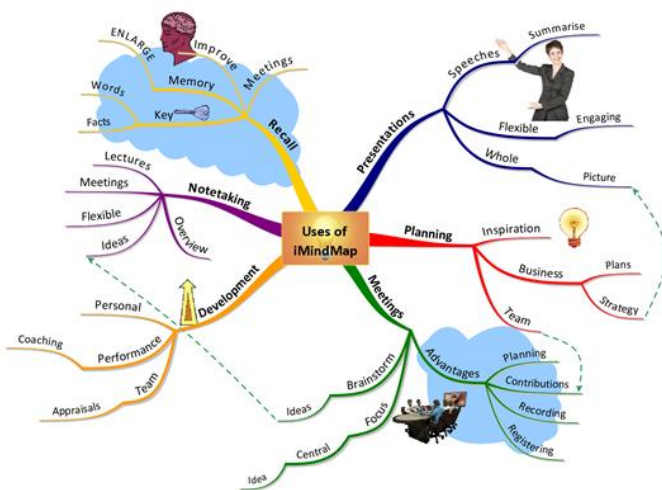 Uses of
iMindMap
Presentations
Speeches
Summarise
Flexible
Engaging
Whole
Picture
Planning
Inspiration
Business
Plans
Strategy
Team
Meetings
Advantages
Planning
Contributions
Recording
Registering
Brainstorm
Ideas
Focus
Central
Idea
Development
Personal
Performance
Coaching
Team
Appraisals
Notetaking
Lectures
Meetings
Flexible
Ideas
Overview
Recall
Meetings
Improve
Memory
ENLARGE
Key
Words
Facts